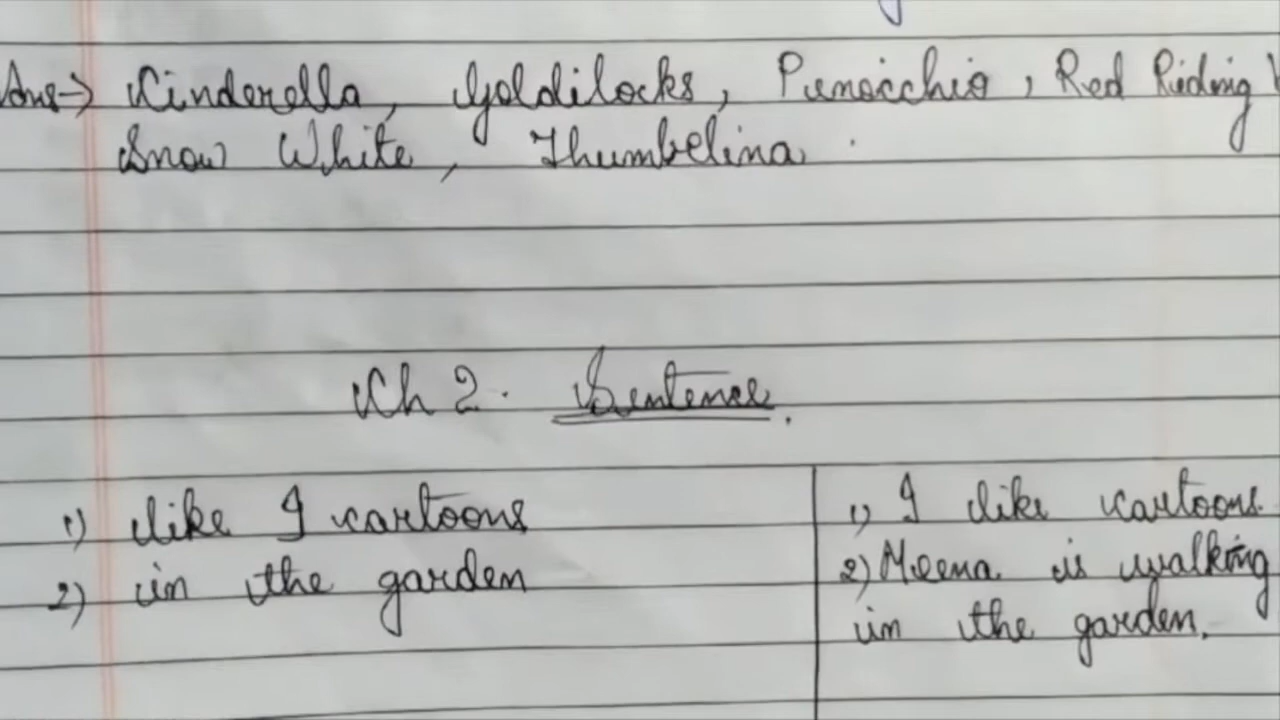 Ans→ Cinderella, Goldilocks, Pinocchio, Red Riding
Snow White, Thumbelina.
Ch 2. Sentence.
1) like I cartoons
2) in the garden
1) I like cartoons.
2) Meena is walking
in the garden.